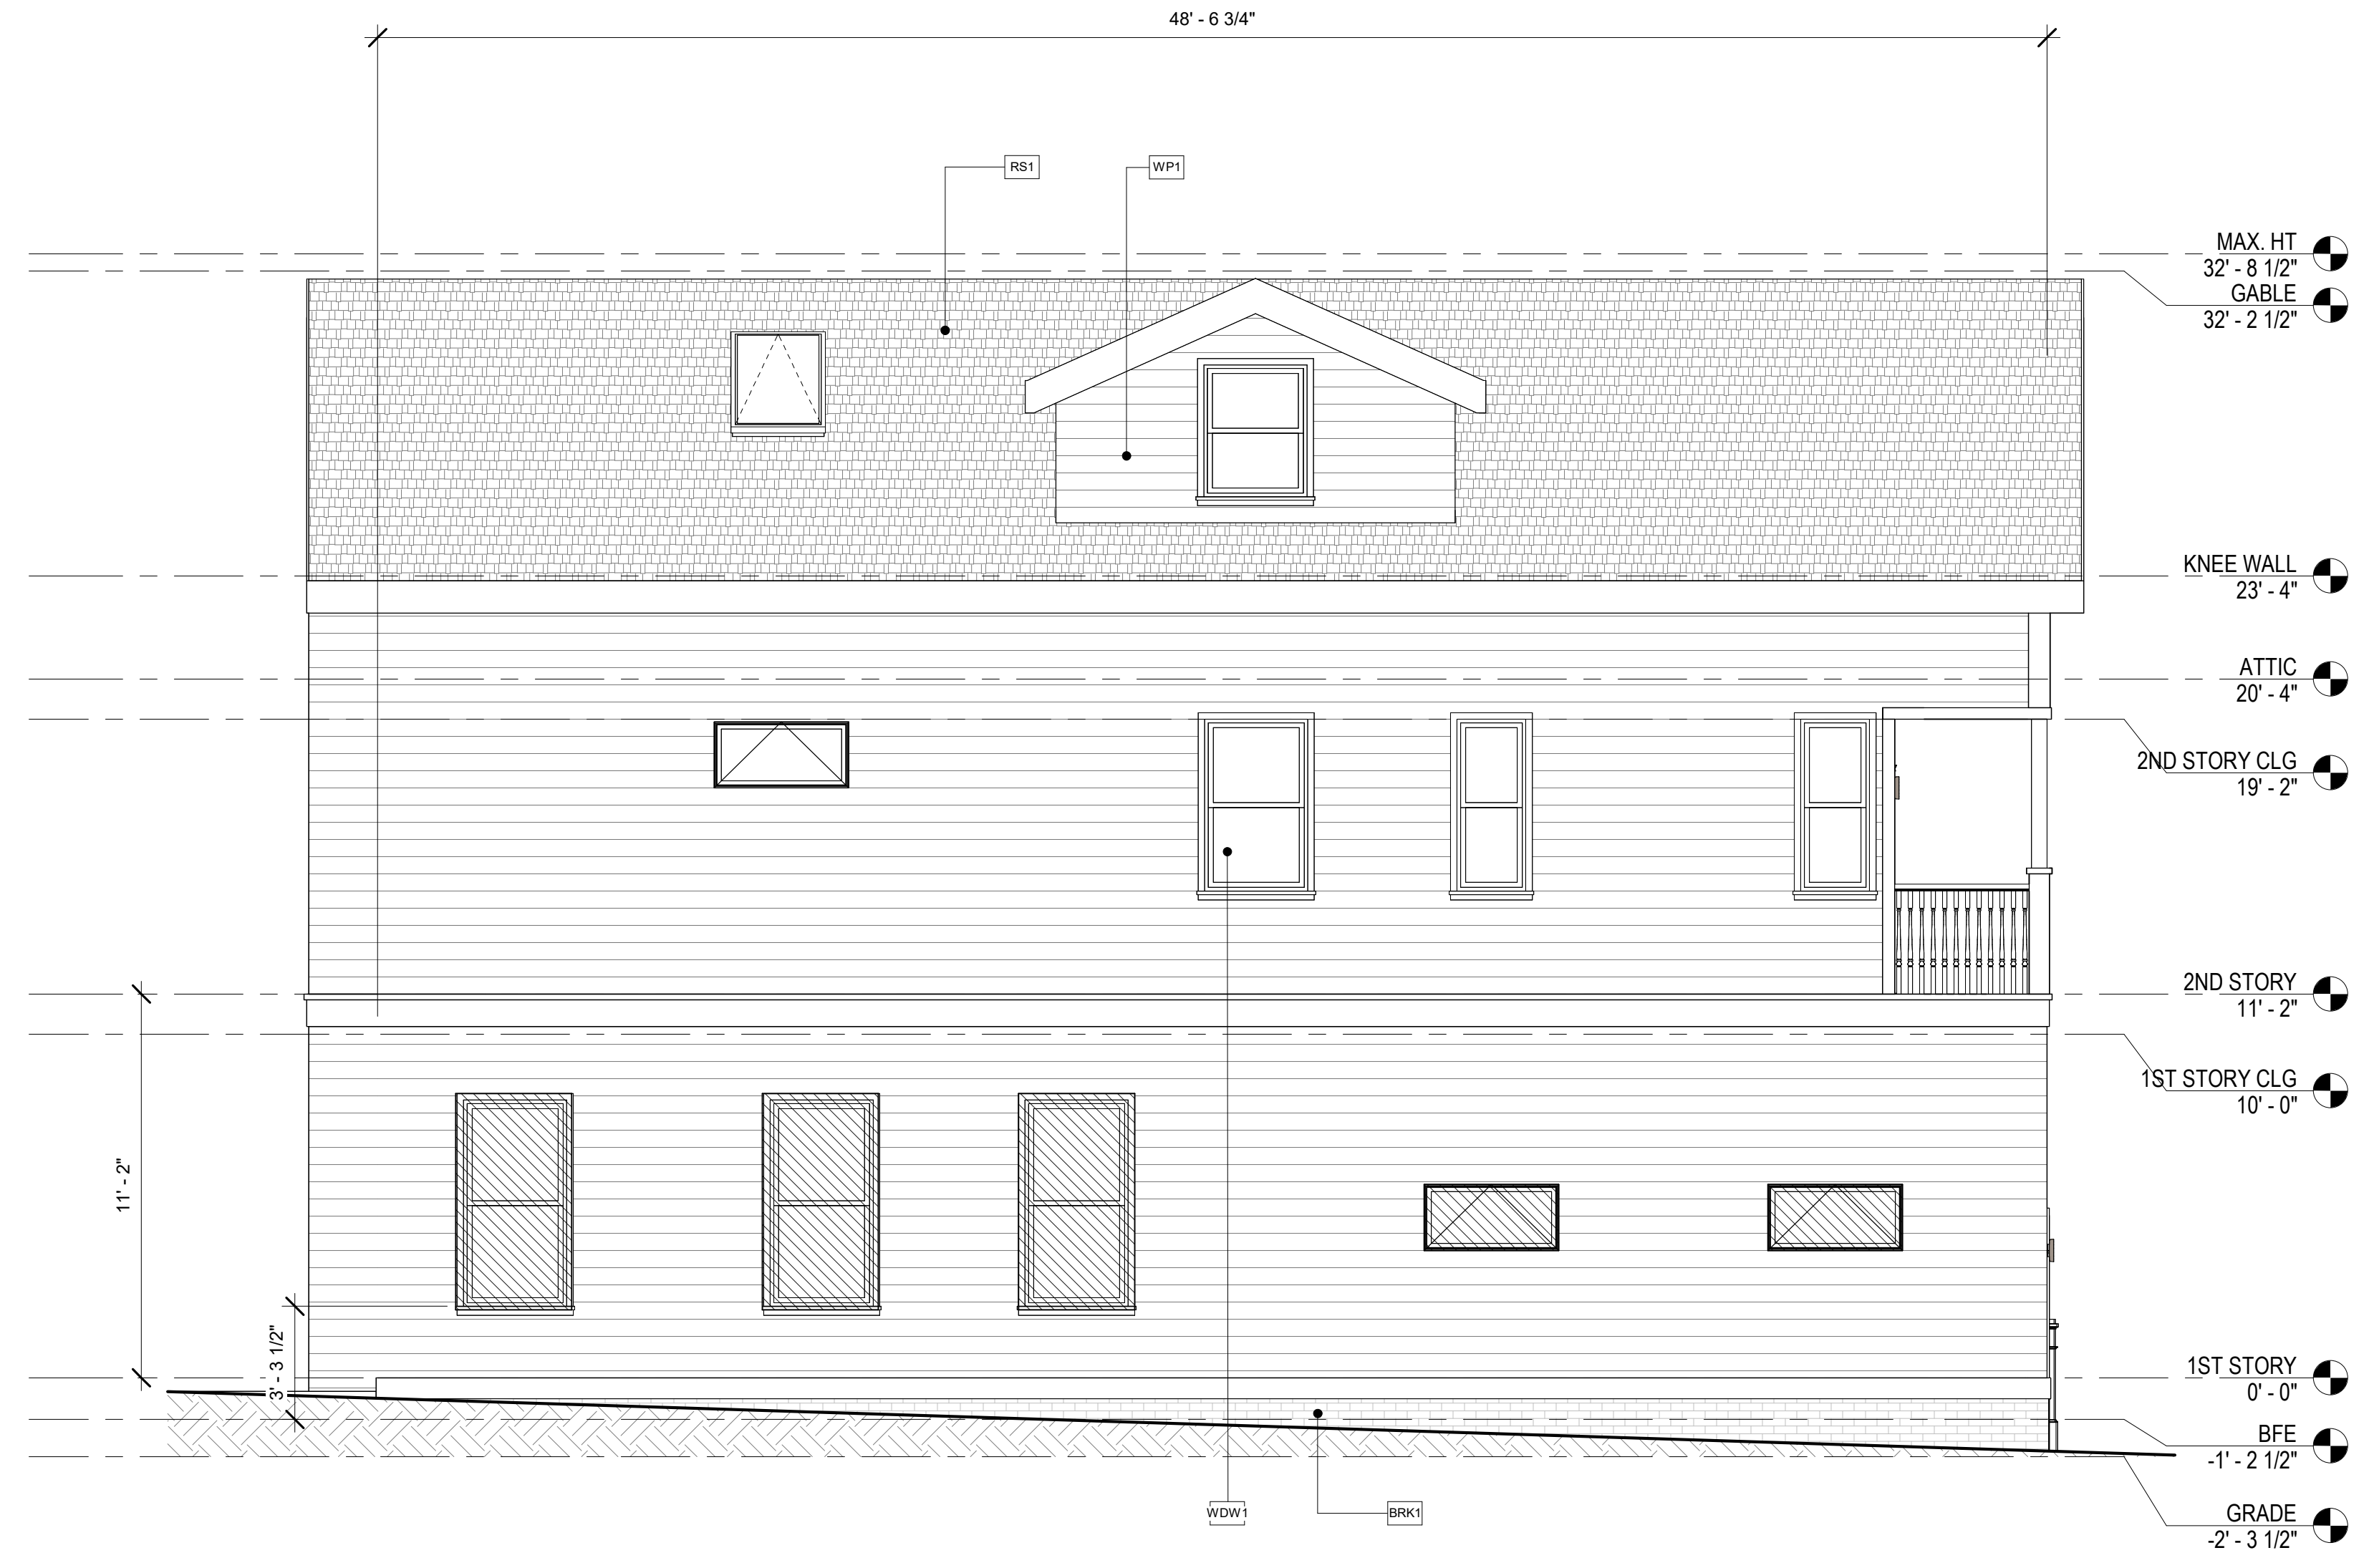 48' - 6 3/4"
RS1
WP1
MAX. HT
32' - 8 1/2"
GABLE
32' - 2 1/2"
KNEE WALL
23' - 4"
ATTIC
20' - 4"
2ND STORY CLG
19' - 2"
2ND STORY
11' - 2"
1ST STORY CLG
10' - 0"
11' - 2"
3' - 3 1/2"
1ST STORY
0' - 0"
BFE
-1' - 2 1/2"
WDW1
BRK1
GRADE
-2' - 3 1/2"